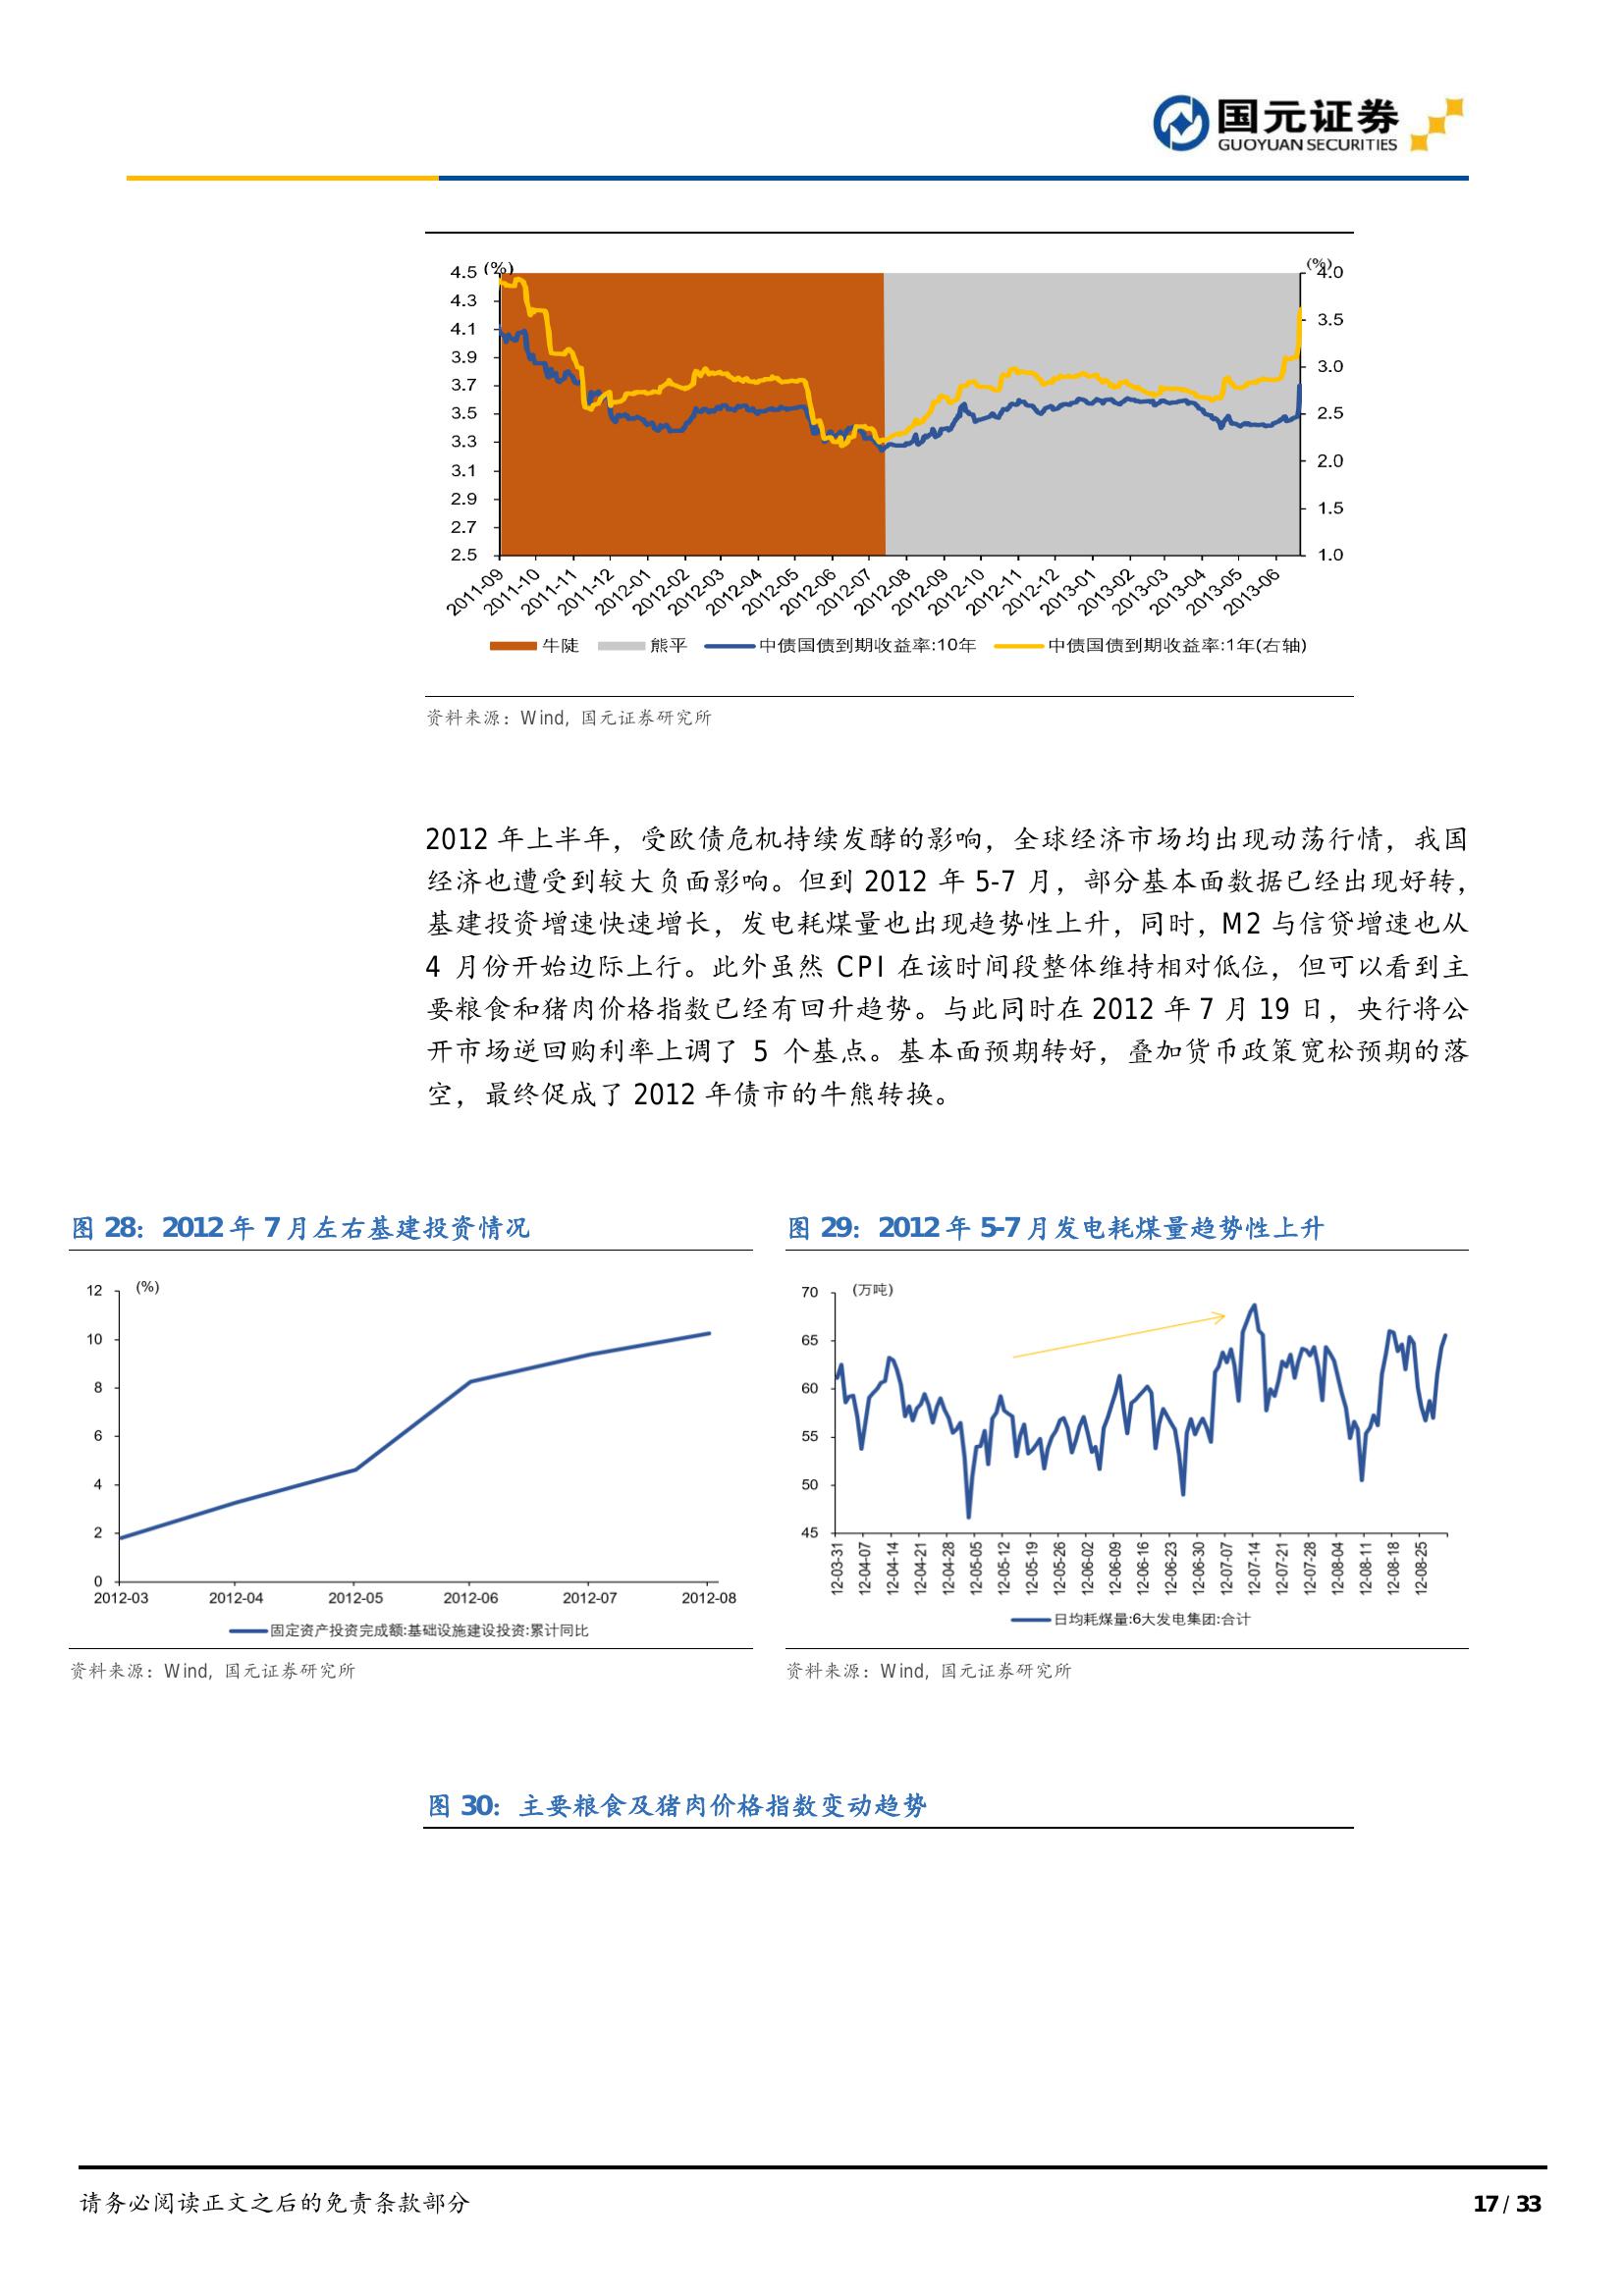 国元证券
GUOYUAN SECURITIES
(%)
(%)
4.5
4.3
4.1
3.9
3.7
3.5
3.3
3.1
2.9
2.7
2.5
4.0
3.5
3.0
2.5
2.0
1.5
1.0
2011-09 2011-10 2011-11 2011-12 2012-01 2012-02 2012-03 2012-04 2012-05 2012-06 2012-07 2012-08 2012-09 2012-10 2012-11 2012-12 2013-01 2013-02 2013-03 2013-04 2013-05 2013-06
牛陡 熊平 中债国债到期收益率:10年 中债国债到期收益率:1年(右轴)
资料来源：Wind, 国元证券研究所
2012 年上半年，受欧债危机持续发酵的影响，全球经济市场均出现动荡行情，我国
经济也遭受到较大负面影响。但到 2012 年 5-7 月，部分基本面数据已经出现好转，
基建投资增速快速增长，发电耗煤量也出现趋势性上升，同时，M2 与信贷增速也从
4 月份开始边际上行。此外虽然 CPI 在该时间段整体维持相对低位，但可以看到主
要粮食和猪肉价格指数已经有回升趋势。与此同时在 2012 年 7 月 19 日，央行将公
开市场逆回购利率上调了 5 个基点。基本面预期转好，叠加货币政策宽松预期的落
空，最终促成了 2012 年债市的牛熊转换。
图 28：2012 年 7 月左右基建投资情况
(%)
12
10
8
6
4
2
0
2012-03 2012-04 2012-05 2012-06 2012-07 2012-08
固定资产投资完成额:基础设施建设投资:累计同比
资料来源：Wind, 国元证券研究所
图 29：2012 年 5-7 月发电耗煤量趋势性上升
(万吨)
70
65
60
55
50
45
12-03-31 12-04-07 12-04-14 12-04-21 12-04-28 12-05-05 12-05-12 12-05-19 12-05-26 12-06-02 12-06-09 12-06-16 12-06-23 12-06-30 12-07-07 12-07-14 12-07-21 12-07-28 12-08-04 12-08-11 12-08-18 12-08-25
日均耗煤量:6大发电集团:合计
资料来源：Wind, 国元证券研究所
图 30：主要粮食及猪肉价格指数变动趋势
请务必阅读正文之后的免责条款部分
17 / 33